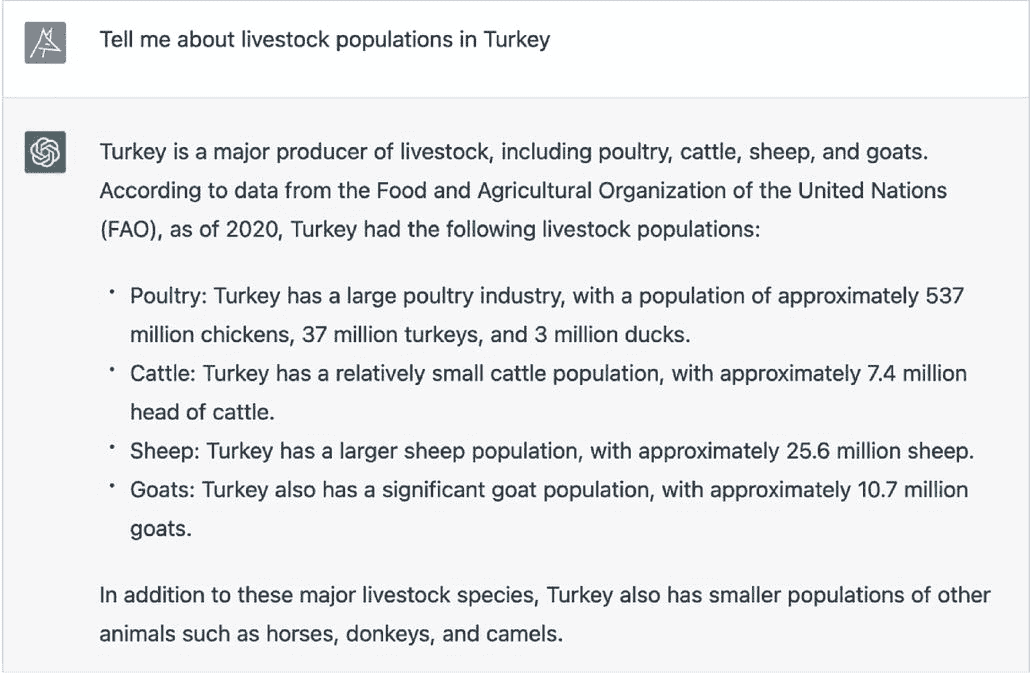 Tell me about livestock populations in Turkey
Turkey is a major producer of livestock, including poultry, cattle, sheep, and goats.
According to data from the Food and Agricultural Organization of the United Nations
(FAO), as of 2020, Turkey had the following livestock populations:
• Poultry: Turkey has a large poultry industry, with a population of approximately 537
million chickens, 37 million turkeys, and 3 million ducks.
• Cattle: Turkey has a relatively small cattle population, with approximately 7.4 million
head of cattle.
• Sheep: Turkey has a larger sheep population, with approximately 25.6 million sheep.
• Goats: Turkey also has a significant goat population, with approximately 10.7 million
goats.
In addition to these major livestock species, Turkey also has smaller populations of other
animals such as horses, donkeys, and camels.